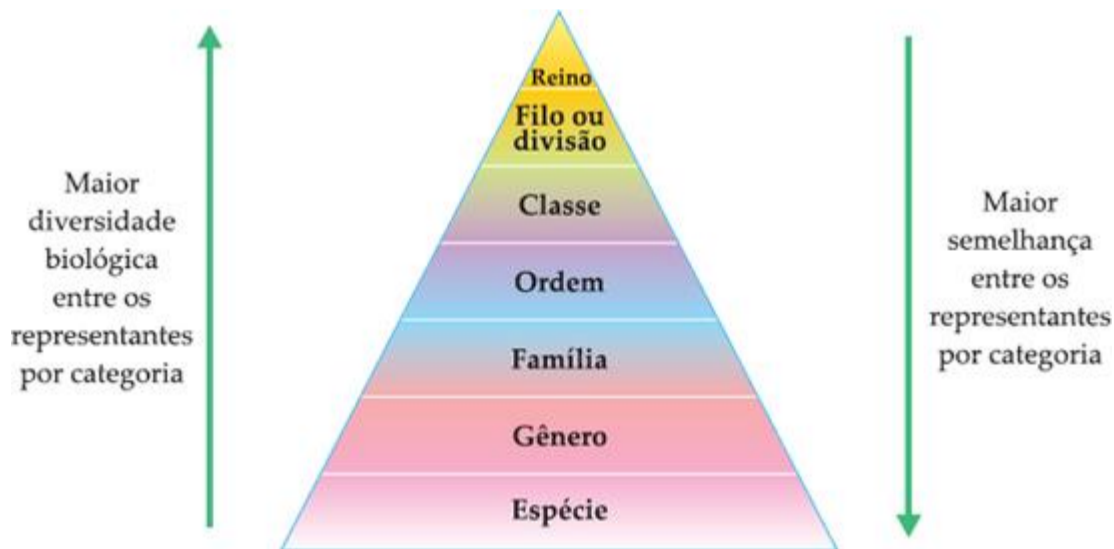 Maior
diversidade
biológica
entre os
representantes
por categoria
Reino
Filo ou
divisão
Classe
Ordem
Família
Gênero
Espécie
Maior
semelhança
entre os
representantes
por categoria